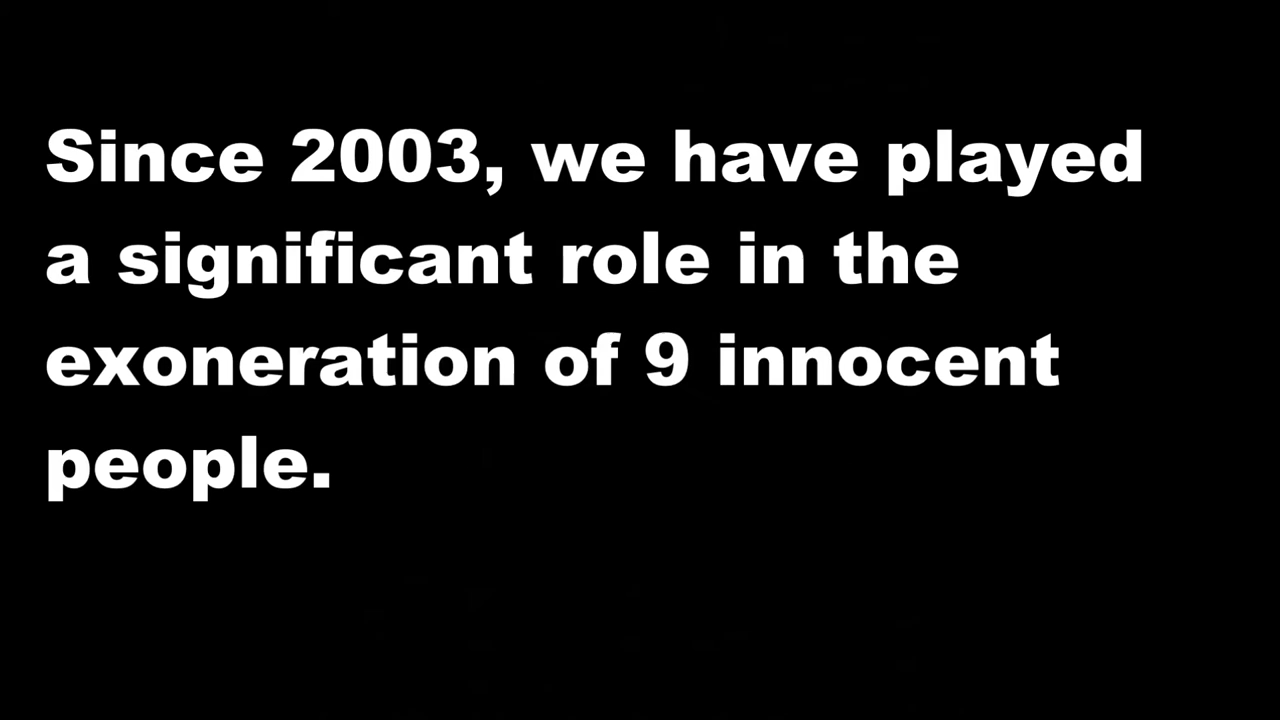 Since 2003, we have played
a significant role in the
exoneration of 9 innocent
people.